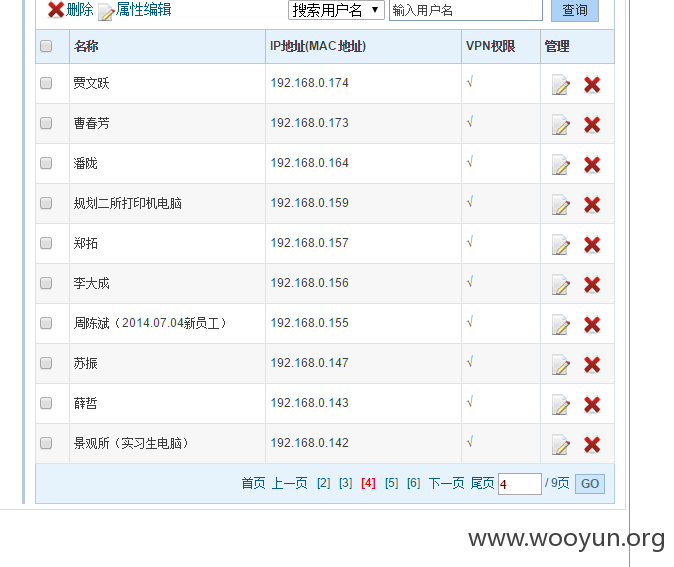 删除 属性编辑 搜索用户名 输入用户名 查询
名称 IP地址(MAC地址) VPN权限 管理
贾文跃 192.168.0.174 √
曹春芳 192.168.0.173 √
潘陇 192.168.0.164 √
规划二所打印机电脑 192.168.0.159 √
郑拓 192.168.0.157 √
李大成 192.168.0.156 √
周陈斌（2014.07.04新员工） 192.168.0.155 √
苏振 192.168.0.147 √
薛哲 192.168.0.143 √
景观所（实习生电脑） 192.168.0.142 √
首页 上一页 [2] [3] [4] [5] [6] 下一页 尾页 4 / 9页 GO
www.wooyun.org